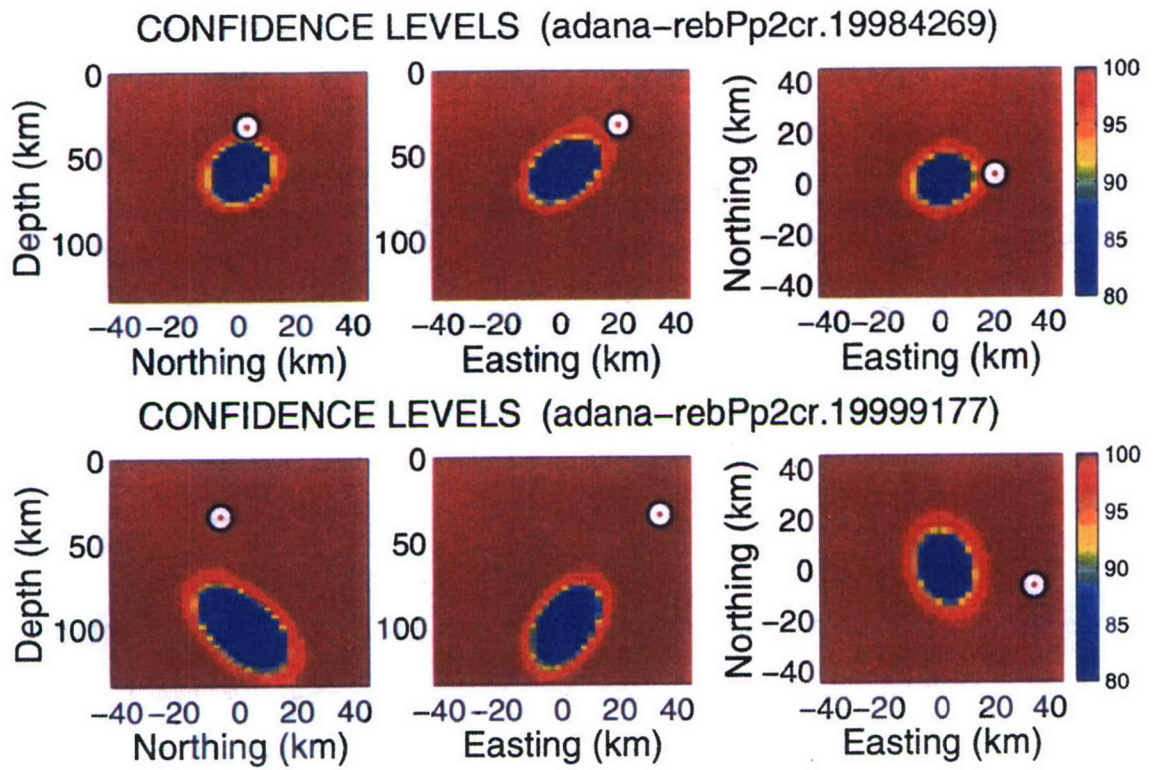 CONFIDENCE LEVELS (adana–rebPp2cr.19984269)
Depth (km)
0
50
100
−40 −20 0 20 40
Northing (km)
0
50
100
−40 −20 0 20 40
Easting (km)
Northing (km)
40
20
0
−20
−40
−40 −20 0 20 40
Easting (km)
100
95
90
85
80
CONFIDENCE LEVELS (adana–rebPp2cr.19999177)
Depth (km)
0
50
100
−40 −20 0 20 40
Northing (km)
0
50
100
−40 −20 0 20 40
Easting (km)
Northing (km)
40
20
0
−20
−40
−40 −20 0 20 40
Easting (km)
100
95
90
85
80